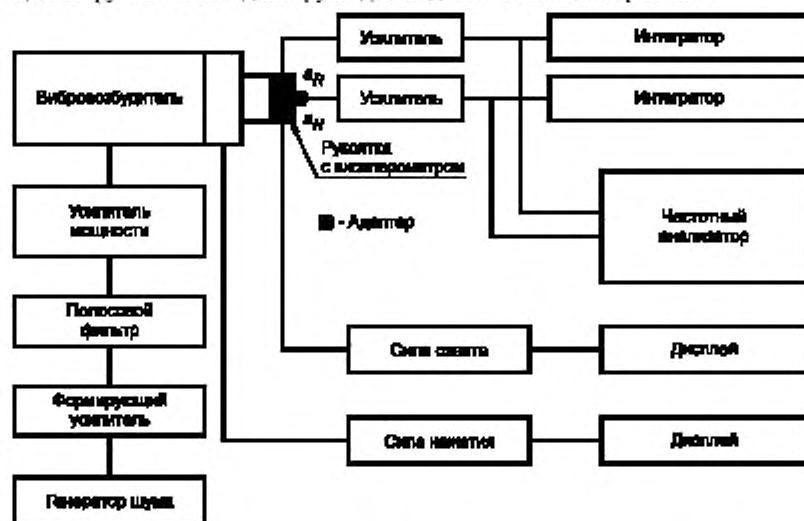 Усилитель
Интегратор
Вибровозбудитель
a_R
Усилитель
Интегратор
a_H
Рукоятка
с акселерометром
Усилитель
мощности
- Адаптер
Частотный
анализатор
Полосовой
фильтр
Сила охвата
Дисплей
Формирующий
усилитель
Сила нажатия
Дисплей
Генератор шума